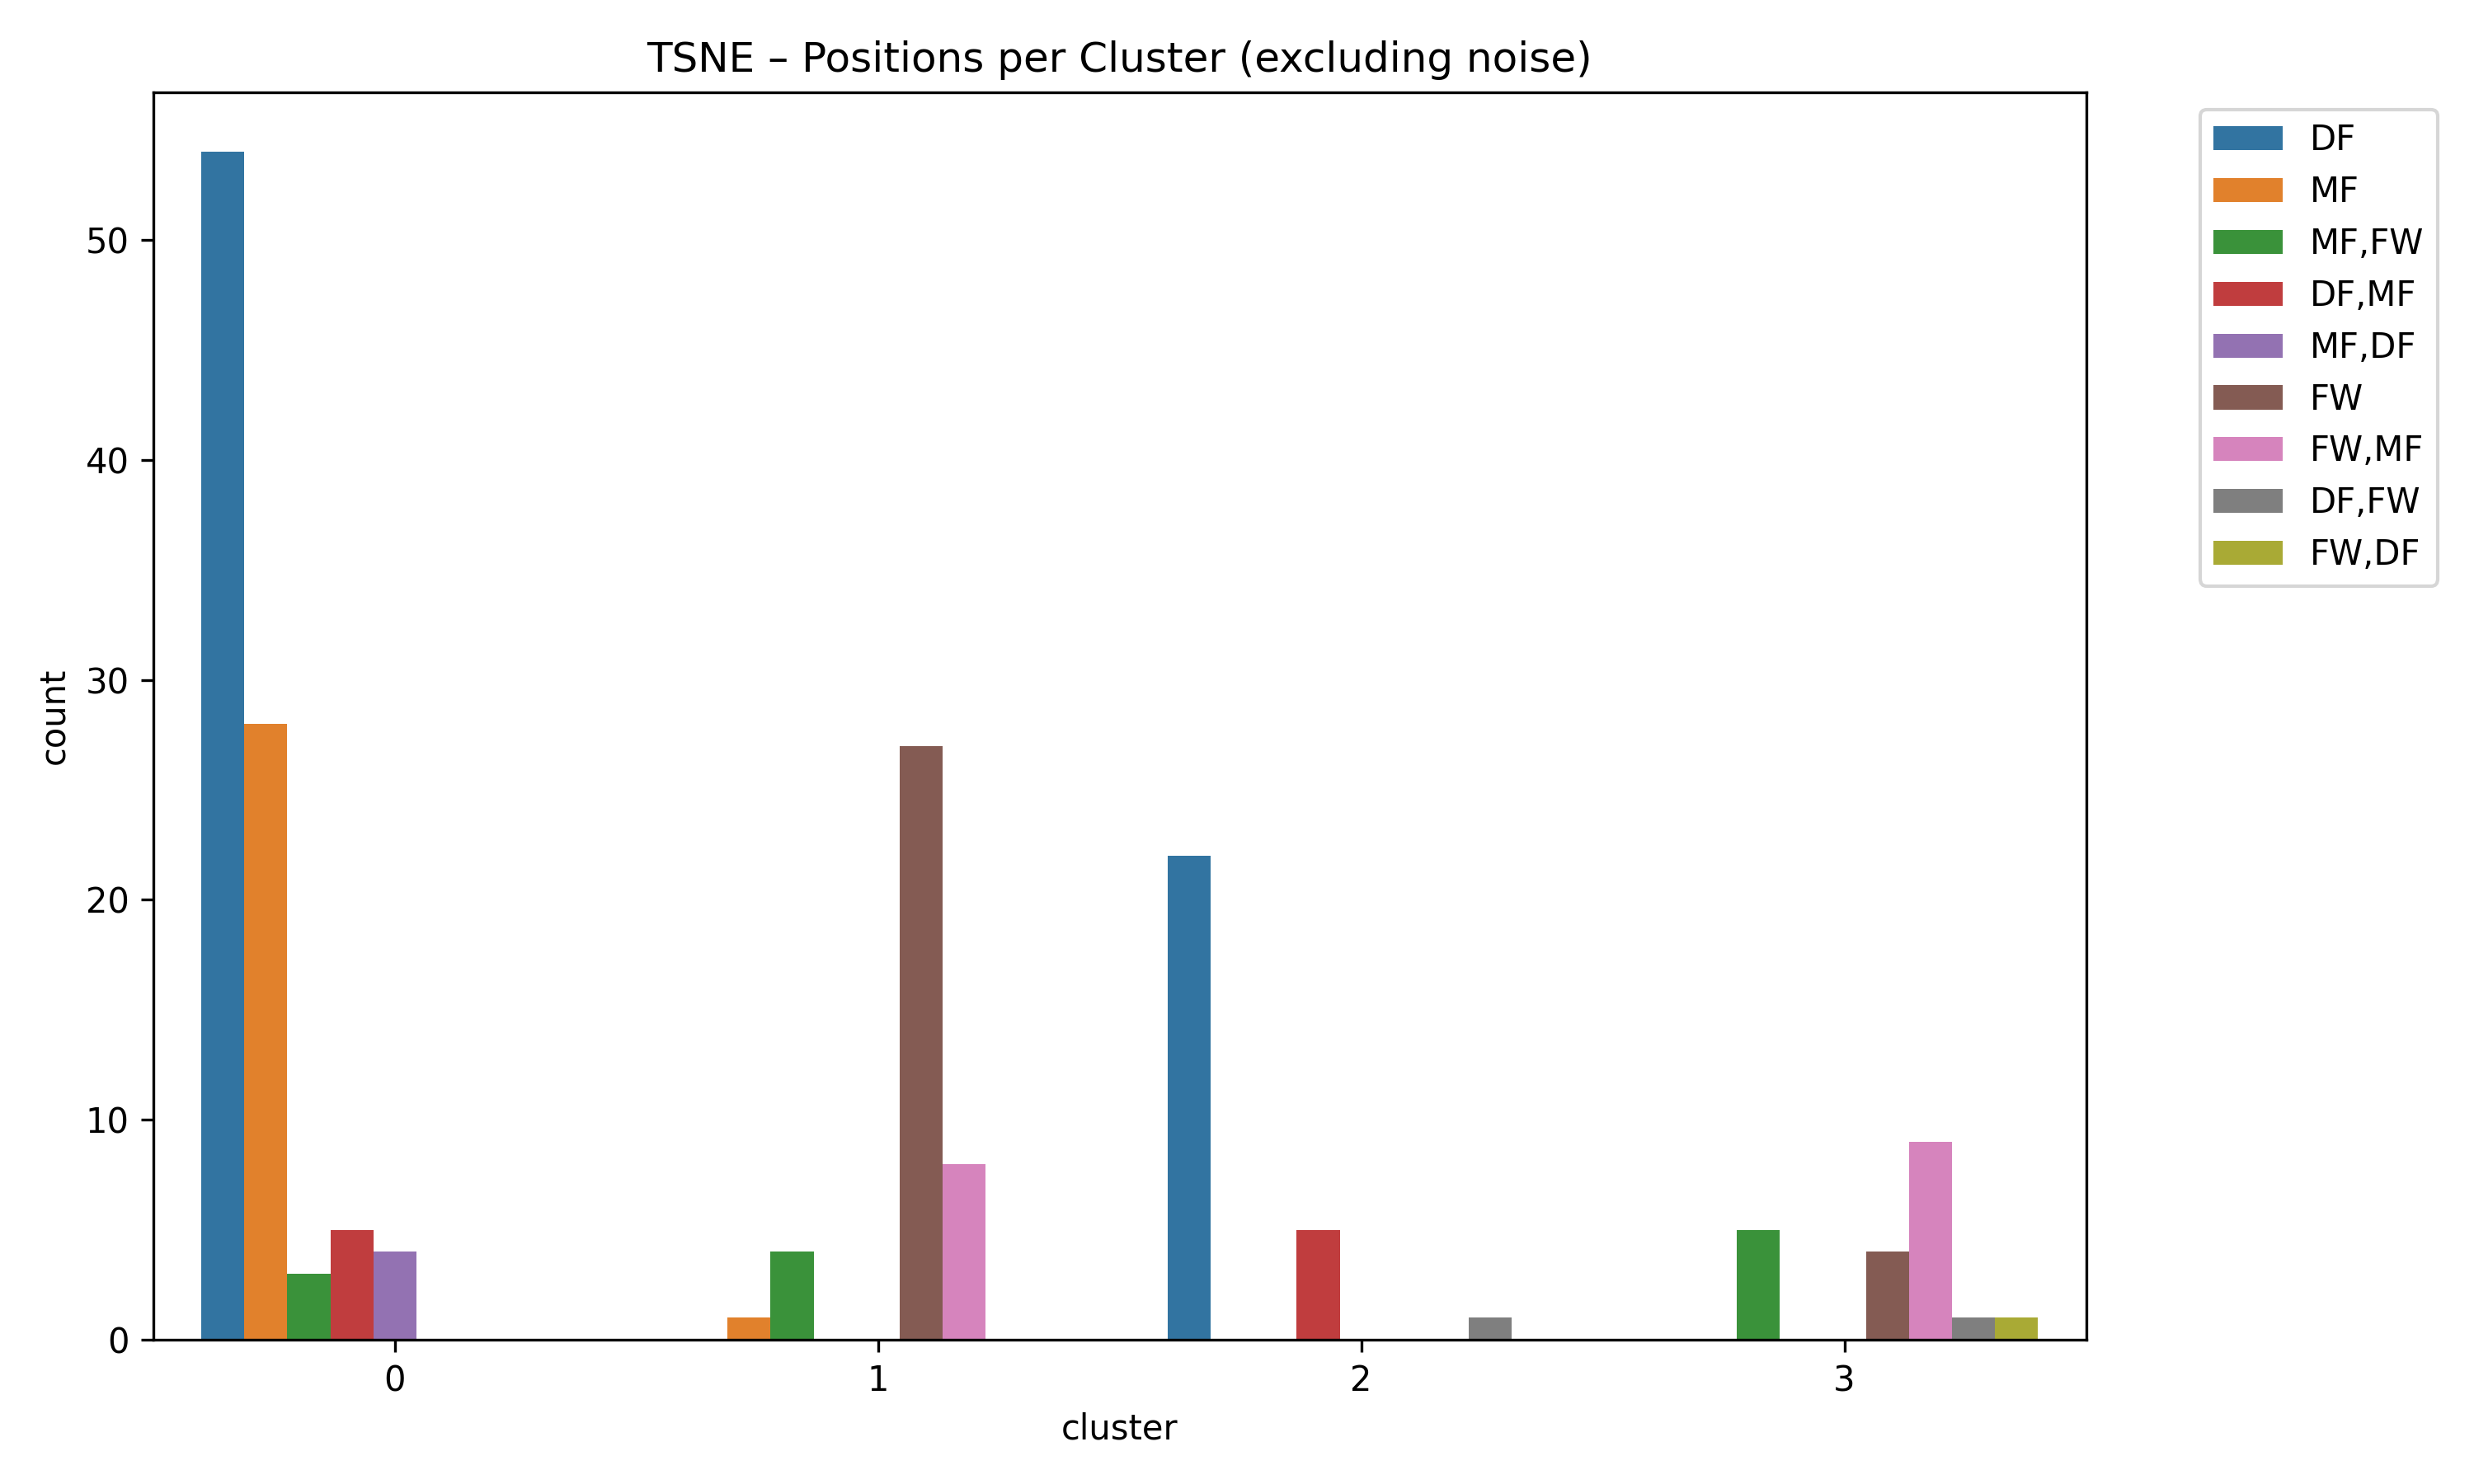 TSNE – Positions per Cluster (excluding noise)
DF
MF
MF,FW
DF,MF
MF,DF
FW
FW,MF
DF,FW
FW,DF
count
50
40
30
20
10
0
0 1 2 3
cluster